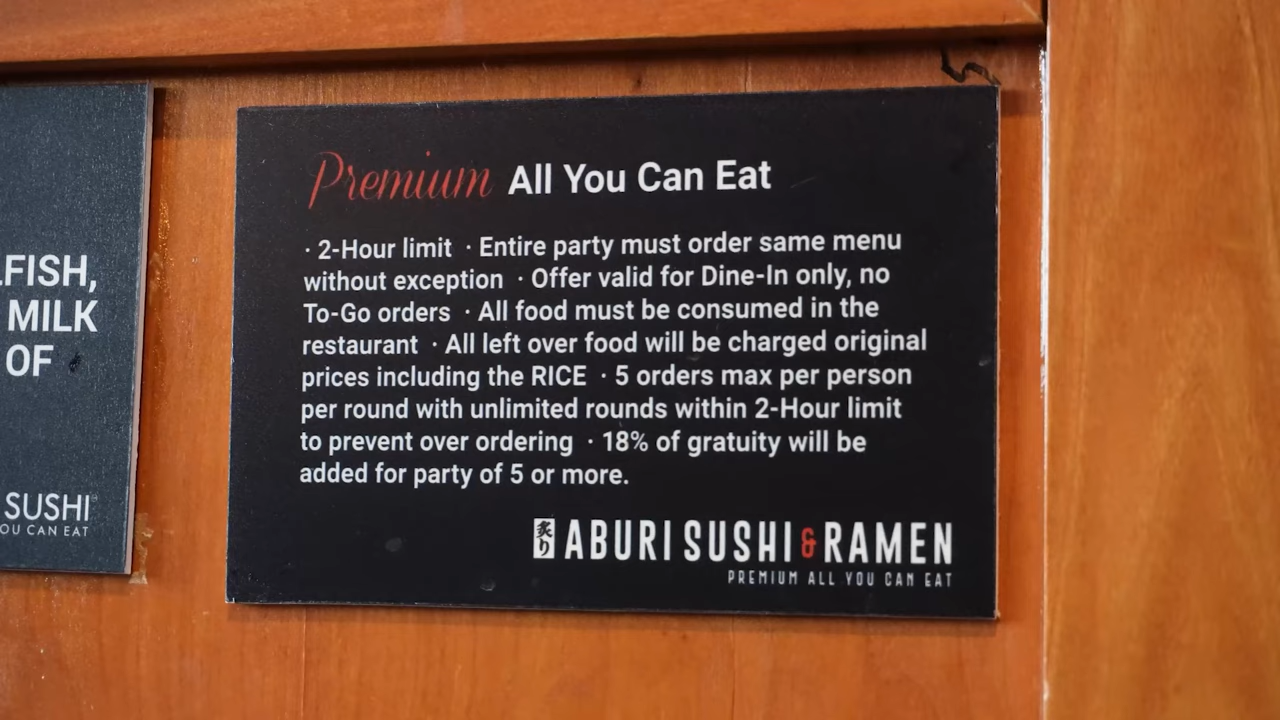 LFISH,
MILK
OF
SUSHI
OU CAN EAT
Premium All You Can Eat
· 2-Hour limit · Entire party must order same menu
without exception · Offer valid for Dine-In only, no
To-Go orders · All food must be consumed in the
restaurant · All left over food will be charged original
prices including the RICE · 5 orders max per person
per round with unlimited rounds within 2-Hour limit
to prevent over ordering · 18% of gratuity will be
added for party of 5 or more.
炙り ABURI SUSHI & RAMEN
PREMIUM ALL YOU CAN EAT